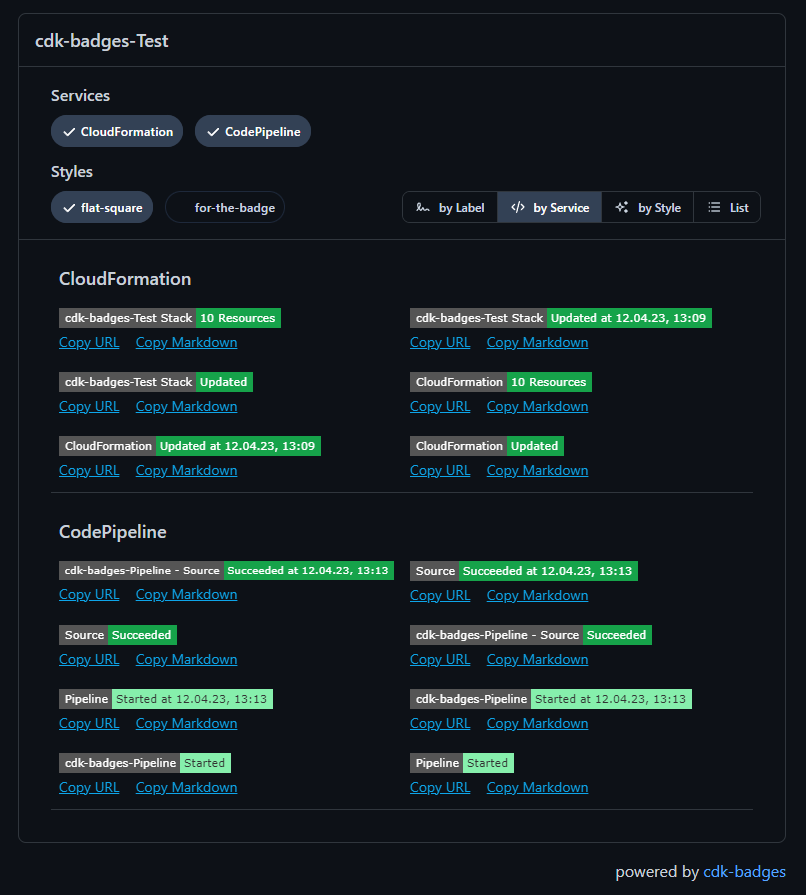 cdk-badges-Test
Services
CloudFormation CodePipeline
Styles
flat-square for-the-badge by Label by Service by Style List
CloudFormation
cdk-badges-Test Stack 10 Resources cdk-badges-Test Stack Updated at 12.04.23, 13:09
Copy URL Copy Markdown Copy URL Copy Markdown
cdk-badges-Test Stack Updated CloudFormation 10 Resources
Copy URL Copy Markdown Copy URL Copy Markdown
CloudFormation Updated at 12.04.23, 13:09 CloudFormation Updated
Copy URL Copy Markdown Copy URL Copy Markdown
CodePipeline
cdk-badges-Pipeline - Source Succeeded at 12.04.23, 13:13 Source Succeeded at 12.04.23, 13:13
Copy URL Copy Markdown Copy URL Copy Markdown
Source Succeeded cdk-badges-Pipeline - Source Succeeded
Copy URL Copy Markdown Copy URL Copy Markdown
Pipeline Started at 12.04.23, 13:13 cdk-badges-Pipeline Started at 12.04.23, 13:13
Copy URL Copy Markdown Copy URL Copy Markdown
cdk-badges-Pipeline Started Pipeline Started
Copy URL Copy Markdown Copy URL Copy Markdown
powered by cdk-badges